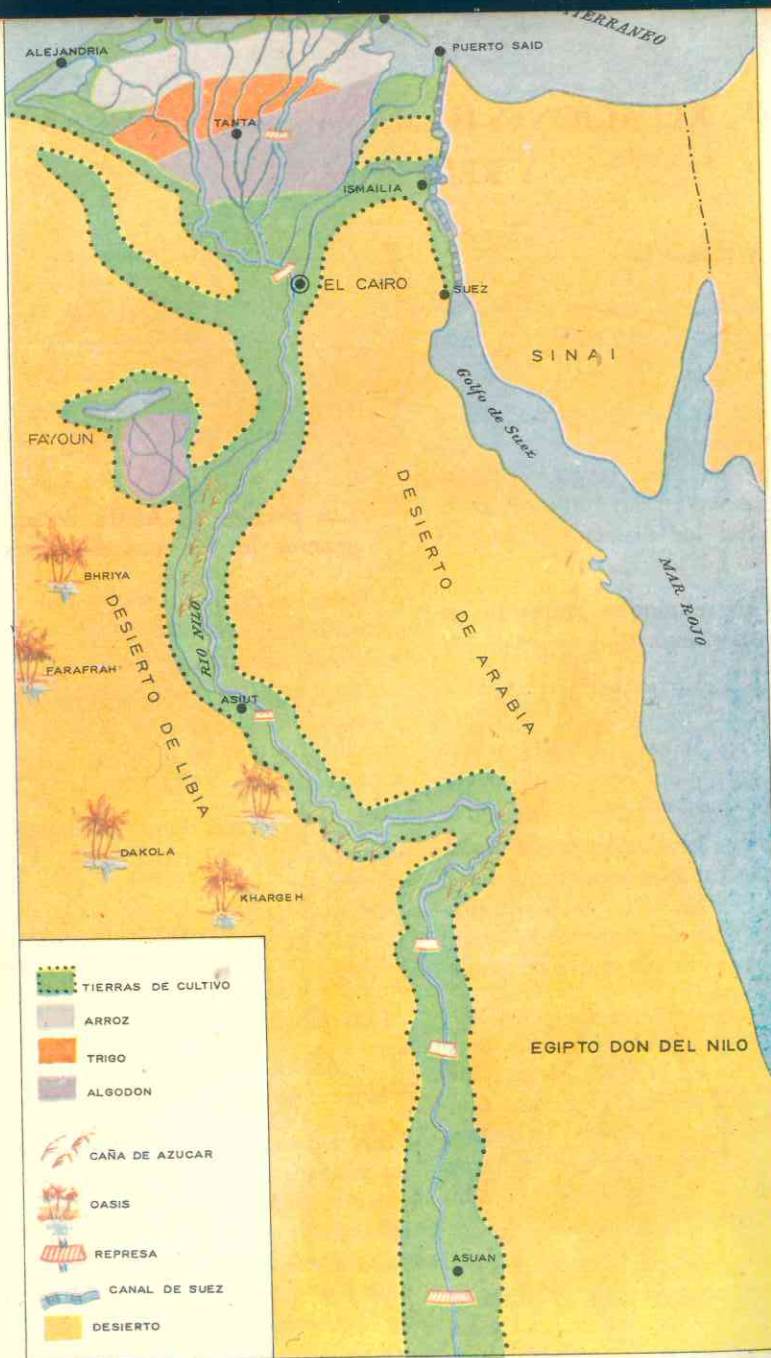 ALEJANDRIA
TERRANEO
PUERTO SAID
TANTA
ISMAILIA
EL CAIRO
SUEZ
SINAI
Golfo de Suez
FAYOUN
DESIERTO DE ARABIA
MAR ROJO
BHRIYA
DESIERTO DE LIBIA
RIO NILO
FARAFRAH
ASIUT
DAKOLA
KHARGEH
TIERRAS DE CULTIVO
ARROZ
TRIGO
ALGODON
CAÑA DE AZUCAR
OASIS
REPRESA
CANAL DE SUEZ
DESIERTO
EGIPTO DON DEL NILO
ASUAN